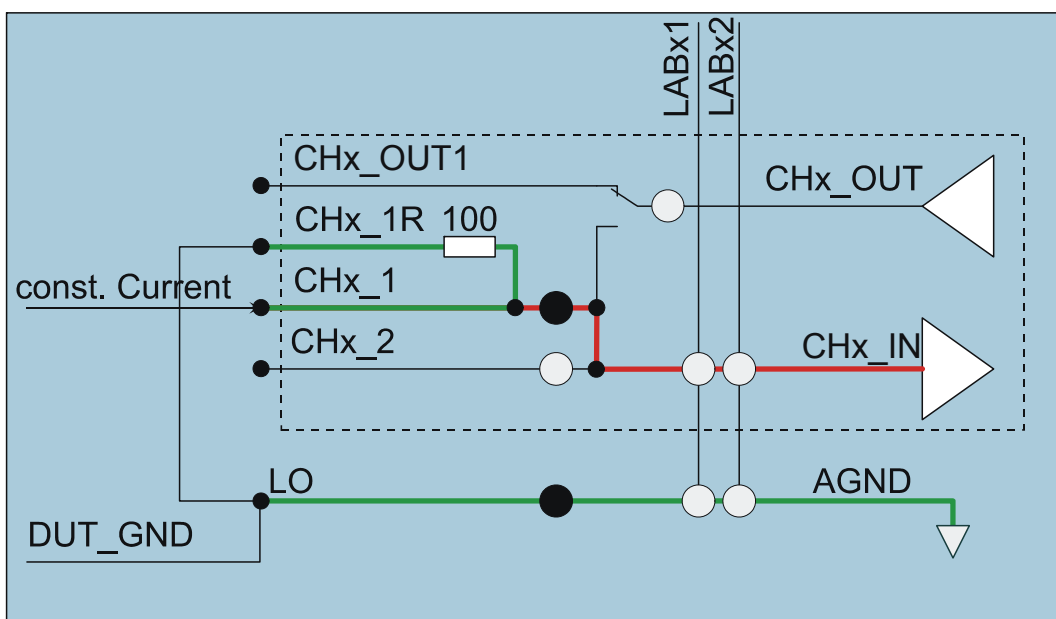 LABx1
LABx2
CHx_OUT1
CHx_OUT
CHx_1R 100
const. Current
CHx_1
CHx_2
CHx_IN
LO
AGND
DUT_GND